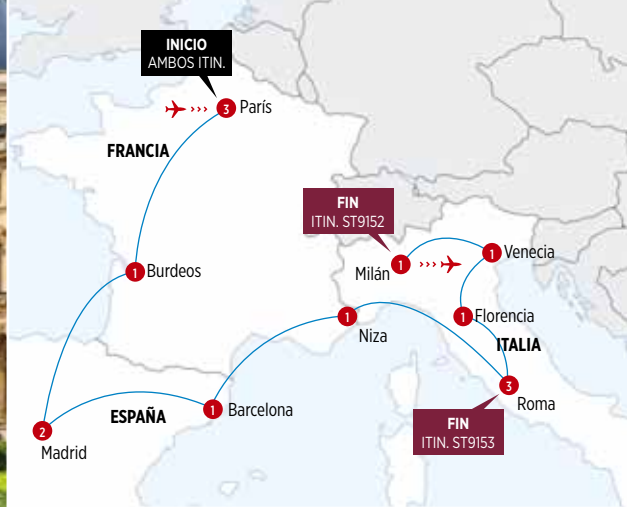 INICIO
AMBOS ITIN.
3 París
FRANCIA
FIN
ITIN. ST9152
1 Venecia
1
Milán
1 Burdeos
1 Florencia
1
Niza
ITALIA
3
Roma
ESPAÑA
1 Barcelona
FIN
ITIN. ST9153
2
Madrid